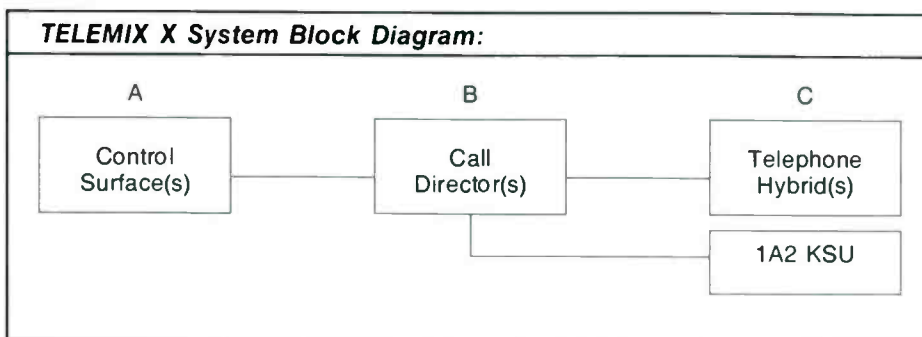 TELEMIX X System Block Diagram:
A
B
C
Control
Surface(s)
Call
Director(s)
Telephone
Hybrid(s)
1A2 KSU